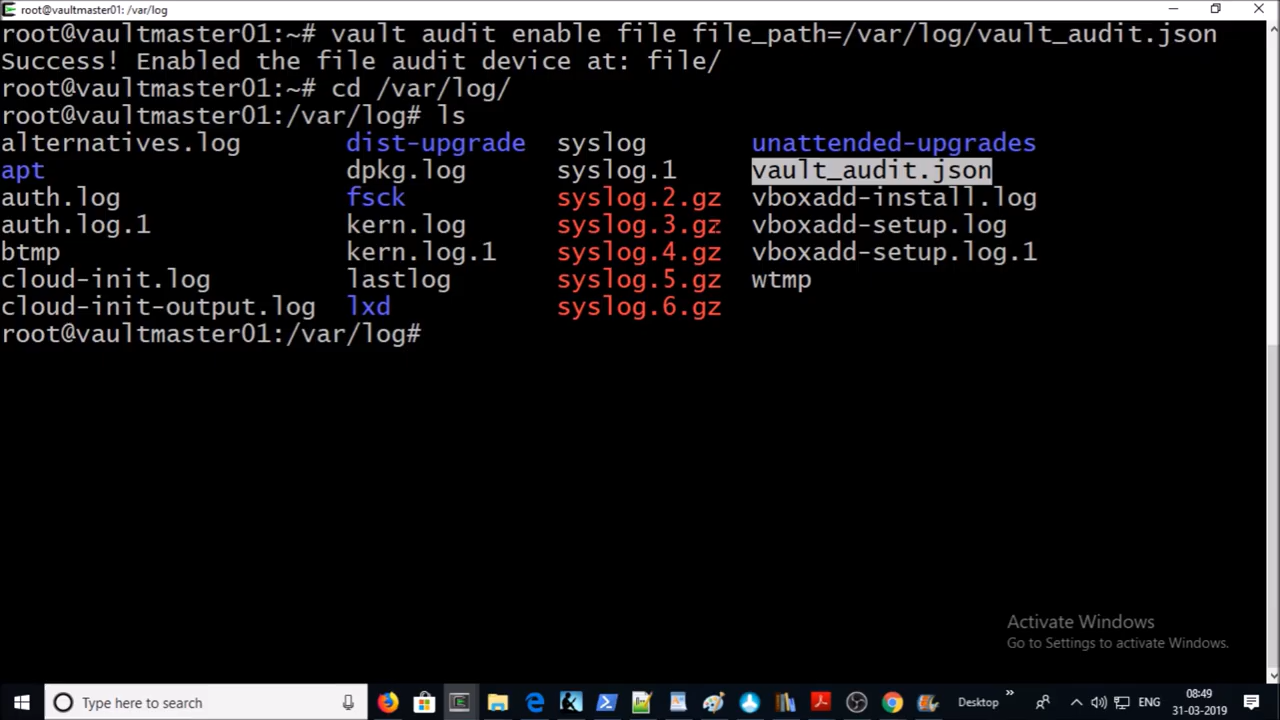 root@vaultmaster01: /var/log
root@vaultmaster01:~# vault audit enable file file_path=/var/log/vault_audit.json
Success! Enabled the file audit device at: file/
root@vaultmaster01:~# cd /var/log/
root@vaultmaster01:/var/log# ls
alternatives.log dist-upgrade syslog unattended-upgrades
apt dpkg.log syslog.1 vault_audit.json
auth.log fsck syslog.2.gz vboxadd-install.log
auth.log.1 kern.log syslog.3.gz vboxadd-setup.log
btmp kern.log.1 syslog.4.gz vboxadd-setup.log.1
cloud-init.log lastlog syslog.5.gz wtmp
cloud-init-output.log lxd syslog.6.gz
root@vaultmaster01:/var/log#
Activate Windows
Go to Settings to activate Windows.
Type here to search Desktop ENG 08:49
31-03-2019